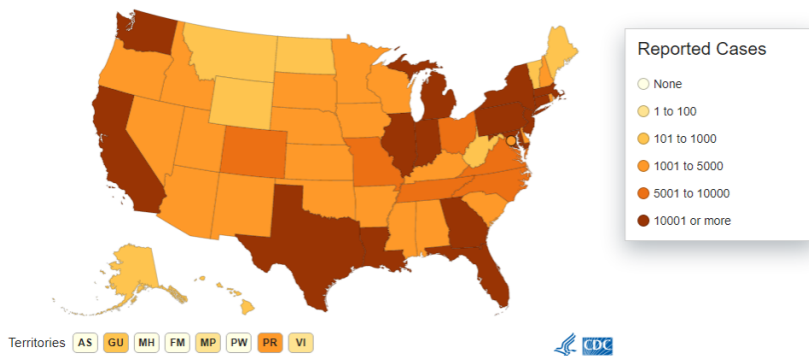 Reported Cases
None
1 to 100
101 to 1000
1001 to 5000
5001 to 10000
10001 or more
Territories AS GU MH FM MP PW PR VI
CDC